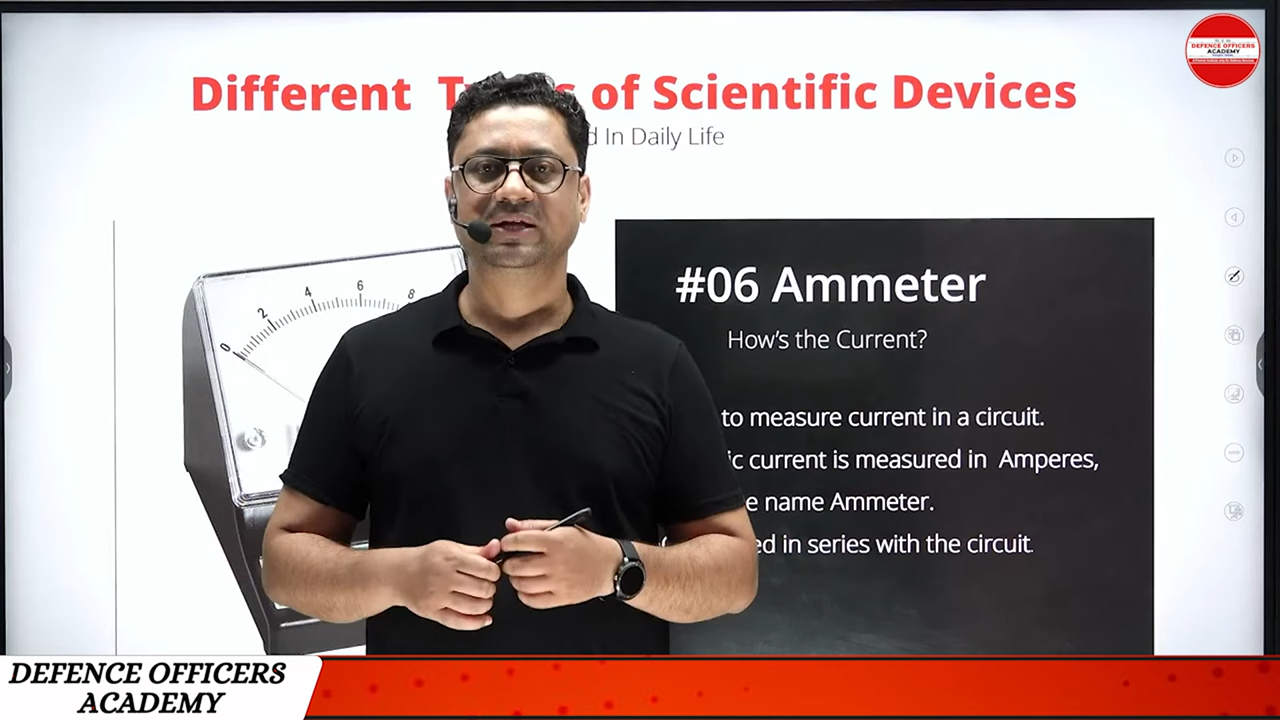 DEFENCE OFFICERS
ACADEMY
Different T s of Scientific Devices
d In Daily Life
0 2 4 6 8
#06 Ammeter
How's the Current?
to measure current in a circuit.
ic current is measured in Amperes,
e name Ammeter.
ed in series with the circuit.
DEFENCE OFFICERS
ACADEMY